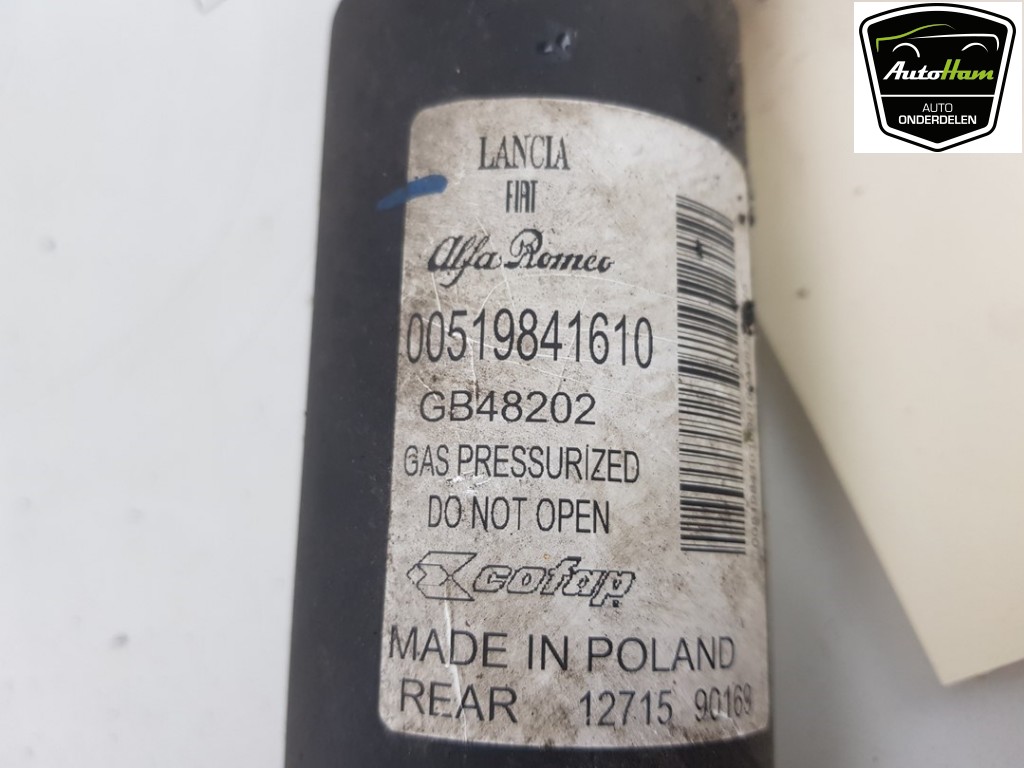 AutoHam
AUTO
ONDERDELEN
LANCIA
FIAT
Alfa Romeo
00519841610
GB48202
GAS PRESSURIZED
DO NOT OPEN
cofap
MADE IN POLAND
REAR 12715 90169